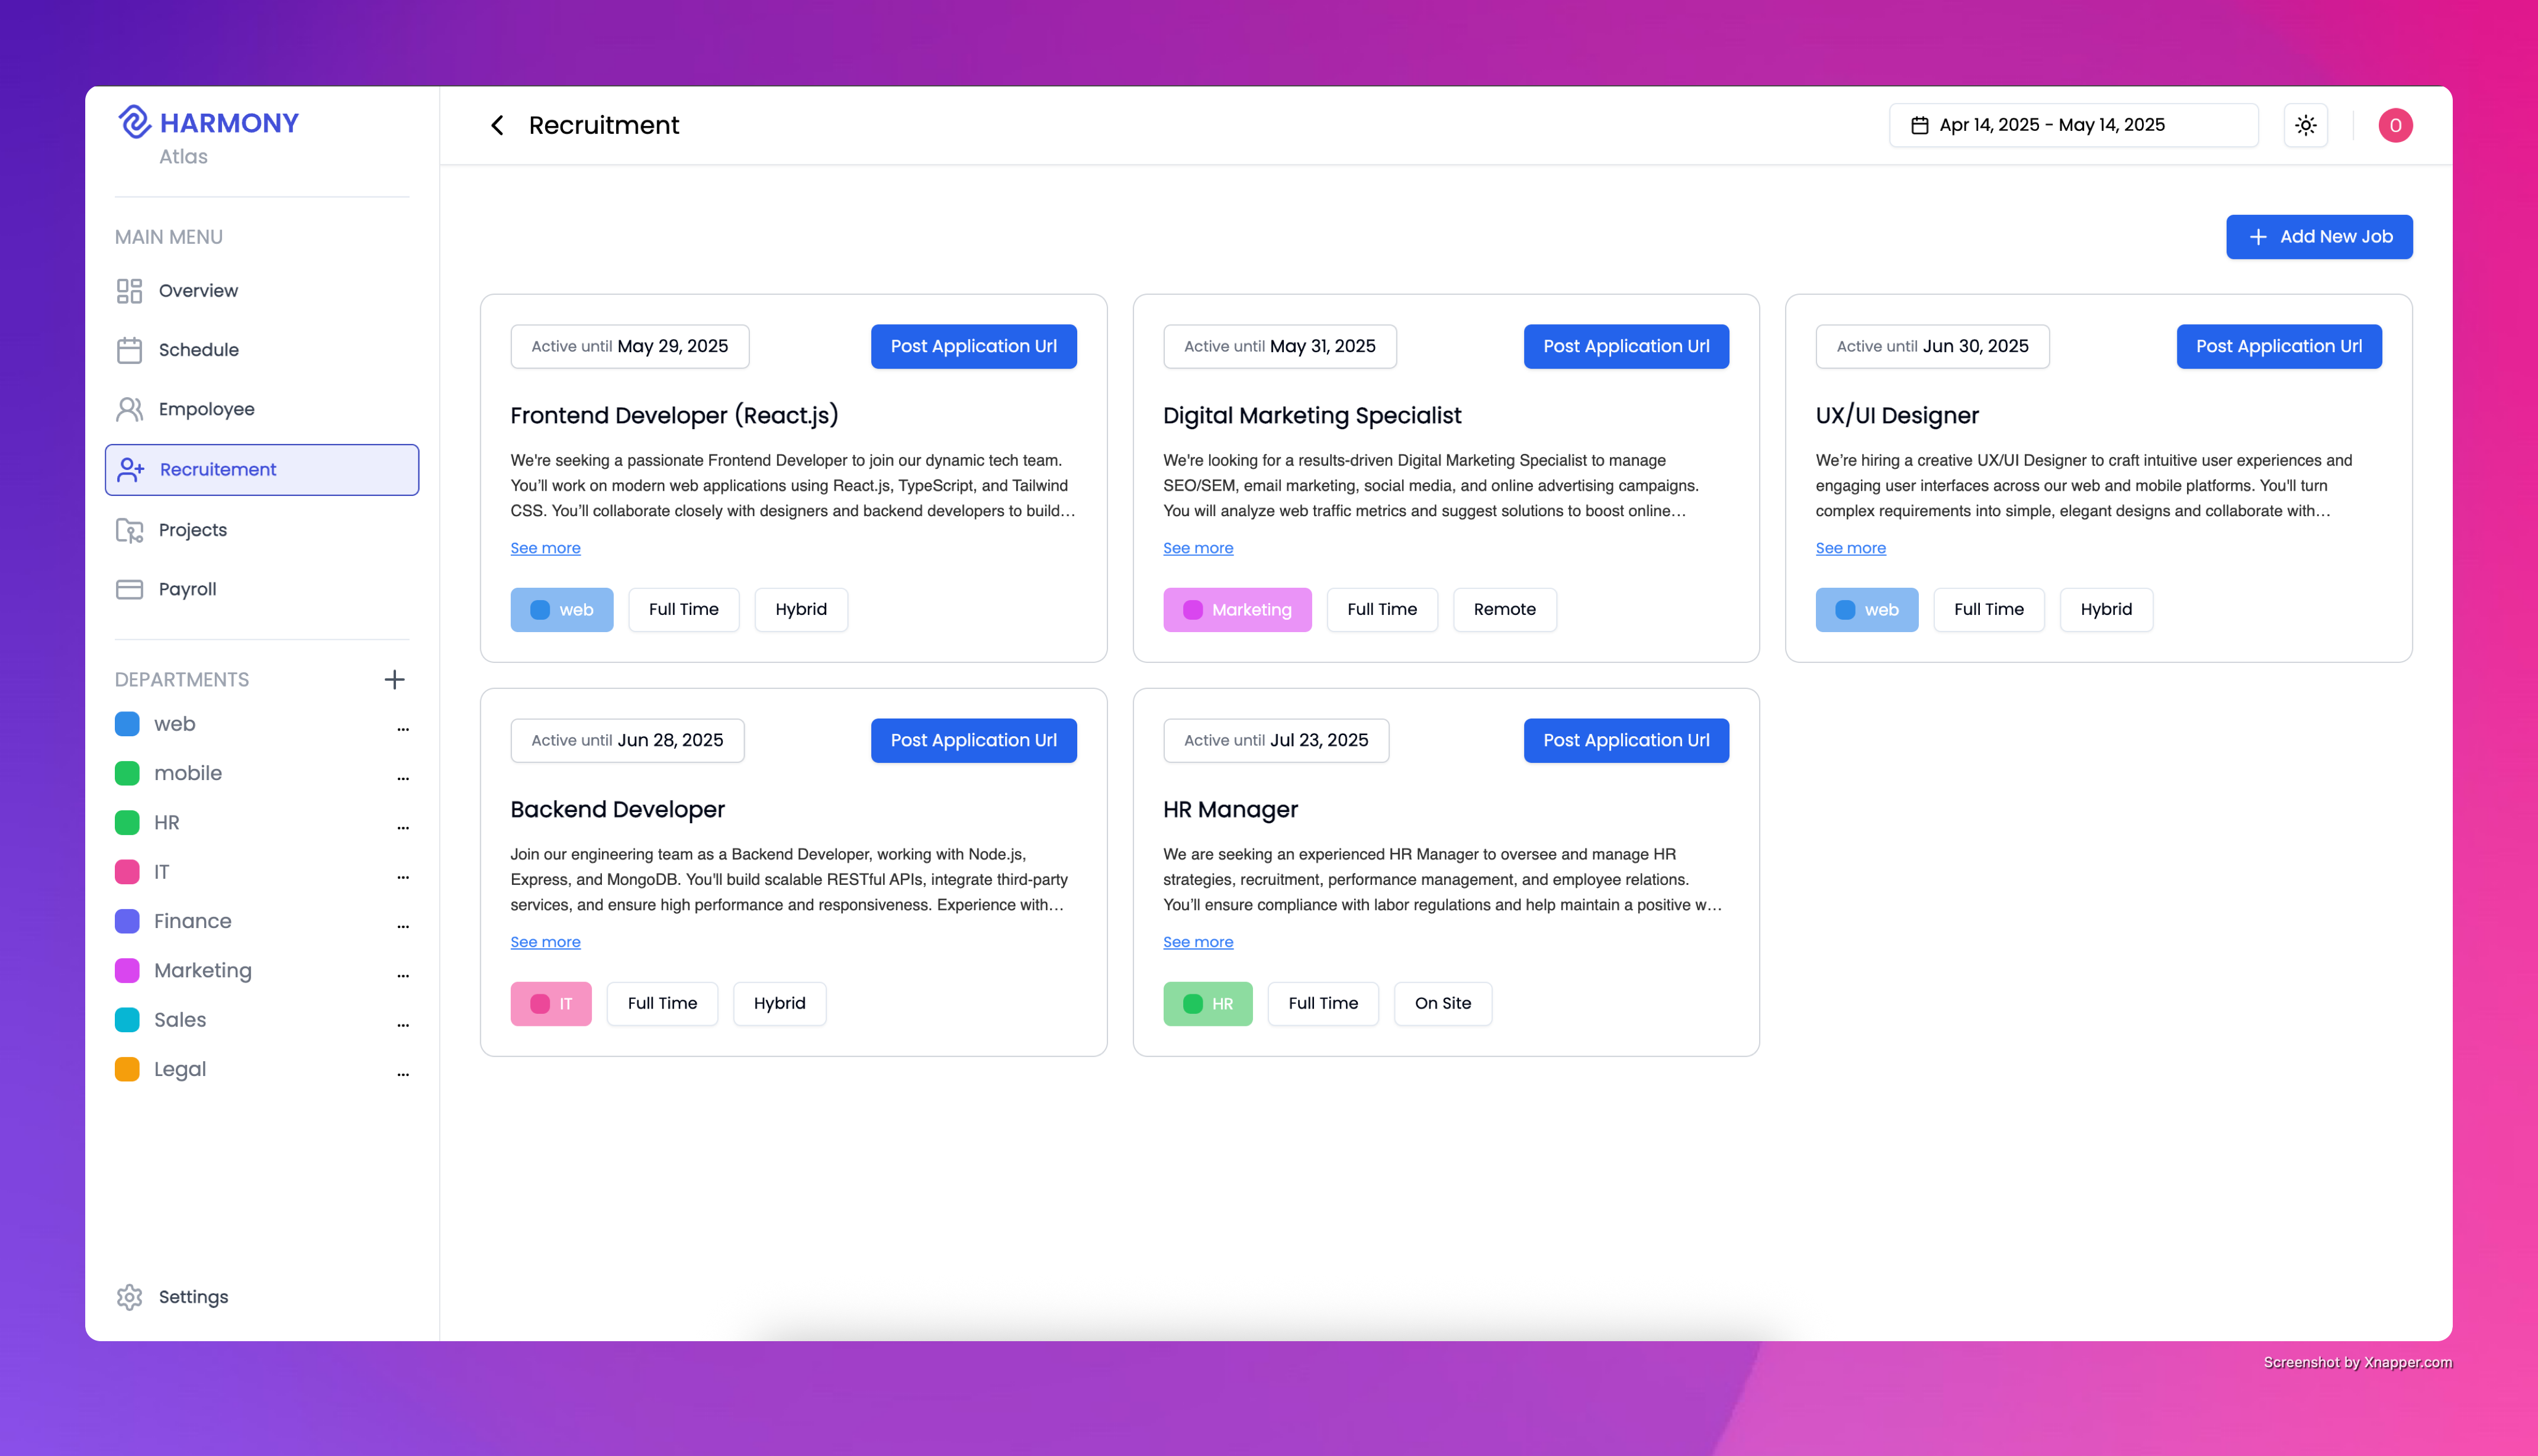 HARMONY
Atlas
MAIN MENU
Overview
Schedule
Empoloyee
Recruitement
Projects
Payroll
DEPARTMENTS
web ...
mobile ...
HR ...
IT ...
Finance ...
Marketing ...
Sales ...
Legal ...
Settings
Recruitment
Apr 14, 2025 - May 14, 2025
O
Add New Job
Active until May 29, 2025
Post Application Url
Frontend Developer (React.js)
We're seeking a passionate Frontend Developer to join our dynamic tech team.
You'll work on modern web applications using React.js, TypeScript, and Tailwind
CSS. You'll collaborate closely with designers and backend developers to build...
See more
web
Full Time
Hybrid
Active until May 31, 2025
Post Application Url
Digital Marketing Specialist
We're looking for a results-driven Digital Marketing Specialist to manage
SEO/SEM, email marketing, social media, and online advertising campaigns.
You will analyze web traffic metrics and suggest solutions to boost online...
See more
Marketing
Full Time
Remote
Active until Jun 30, 2025
Post Application Url
UX/UI Designer
We're hiring a creative UX/UI Designer to craft intuitive user experiences and
engaging user interfaces across our web and mobile platforms. You'll turn
complex requirements into simple, elegant designs and collaborate with...
See more
web
Full Time
Hybrid
Active until Jun 28, 2025
Post Application Url
Backend Developer
Join our engineering team as a Backend Developer, working with Node.js,
Express, and MongoDB. You'll build scalable RESTful APIs, integrate third-party
services, and ensure high performance and responsiveness. Experience with...
See more
IT
Full Time
Hybrid
Active until Jul 23, 2025
Post Application Url
HR Manager
We are seeking an experienced HR Manager to oversee and manage HR
strategies, recruitment, performance management, and employee relations.
You'll ensure compliance with labor regulations and help maintain a positive w...
See more
HR
Full Time
On Site
Screenshot by Xnapper.com